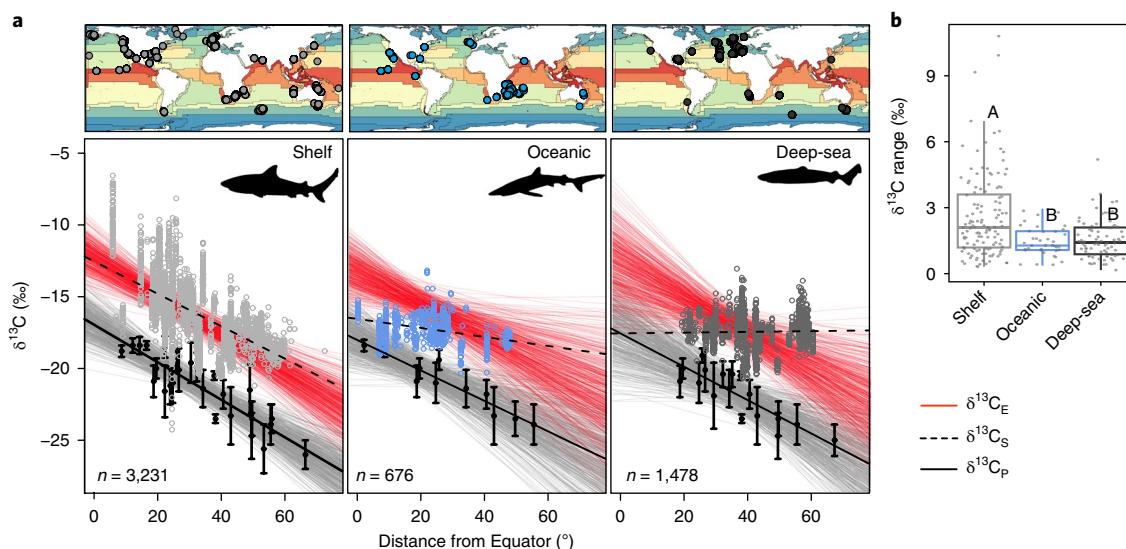 a
b
Shelf
Oceanic
Deep-sea
δ13C (‰)
−5
−10
−15
−20
−25
n = 3,231
n = 676
n = 1,478
0 20 40 60
0 20 40 60
0 20 40 60
Distance from Equator (°)
δ13C range (‰)
9
6
3
0
A
B
B
Shelf
Oceanic
Deep-sea
δ13CE
δ13CS
δ13CP